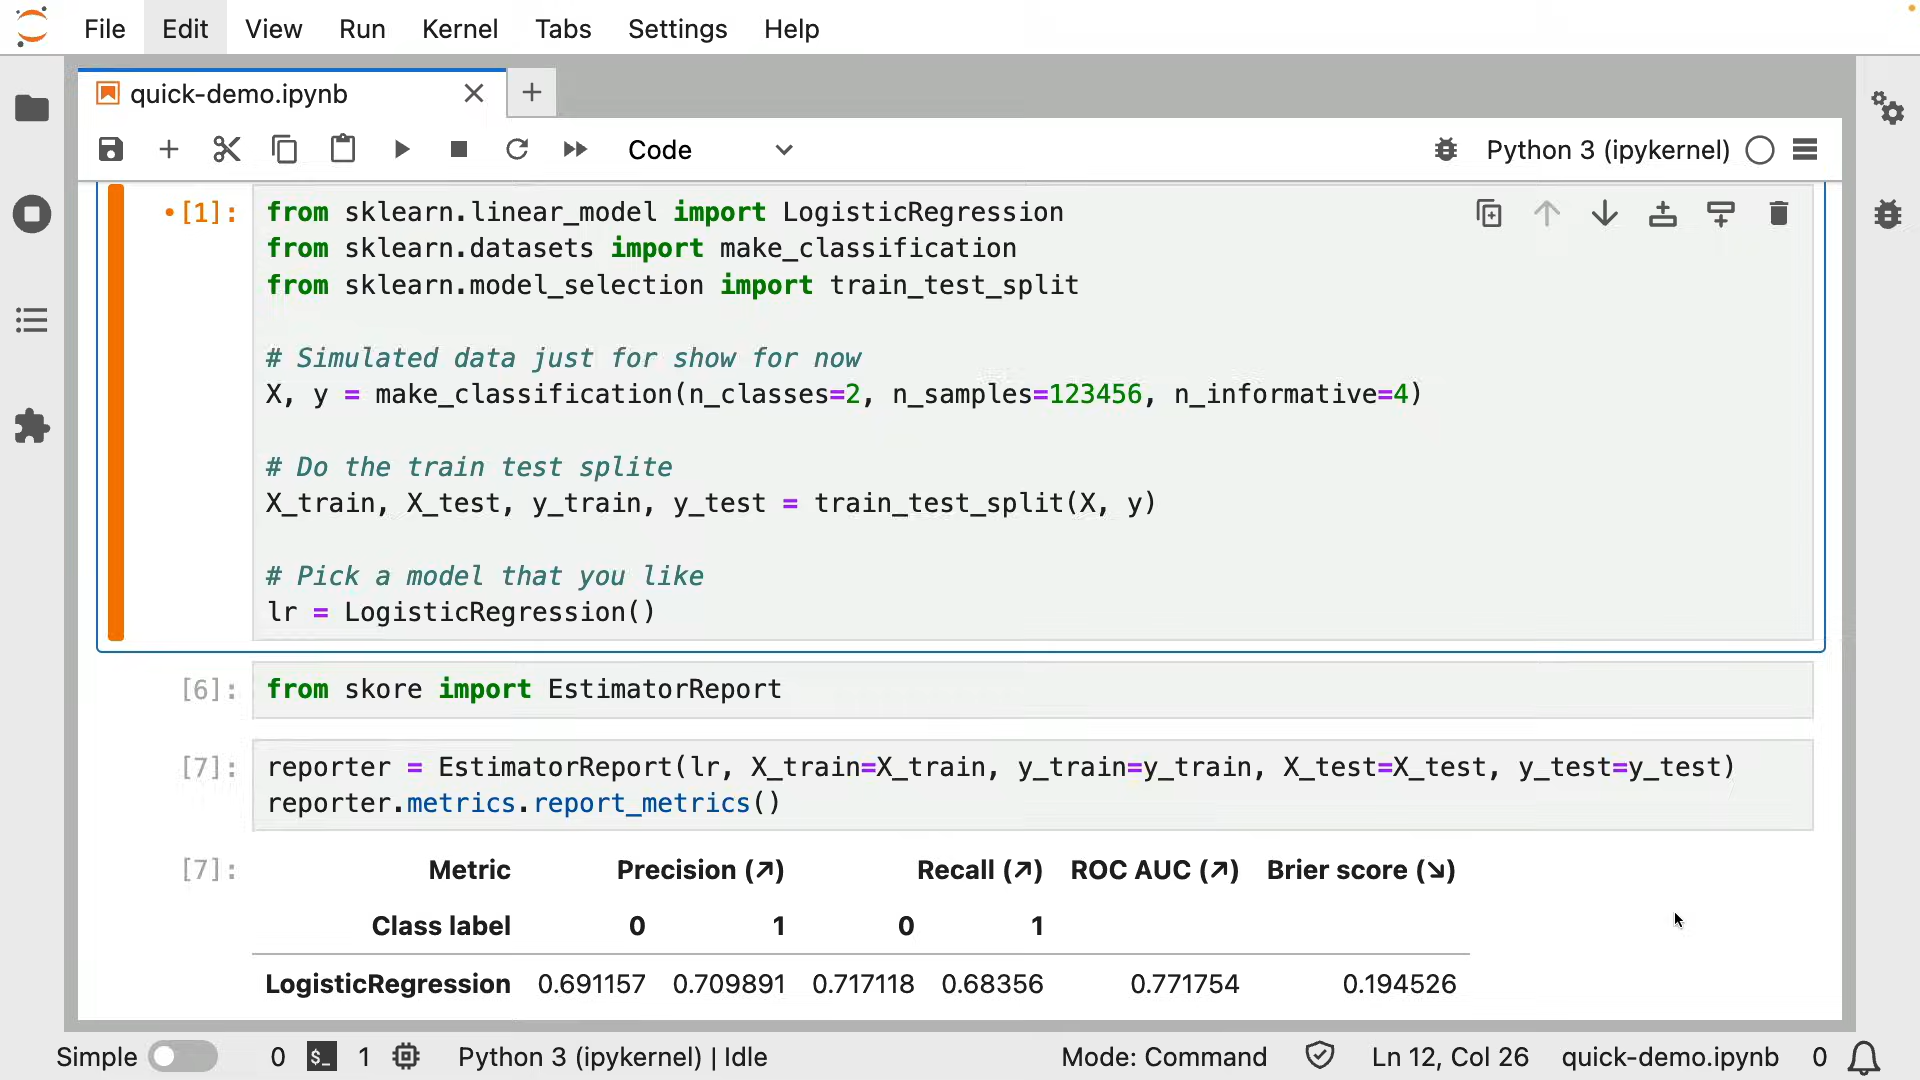 File Edit View Run Kernel Tabs Settings Help
quick-demo.ipynb
Code
Python 3 (ipykernel)
[1]:
from sklearn.linear_model import LogisticRegression
from sklearn.datasets import make_classification
from sklearn.model_selection import train_test_split
# Simulated data just for show for now
X, y = make_classification(n_classes=2, n_samples=123456, n_informative=4)
# Do the train test splite
X_train, X_test, y_train, y_test = train_test_split(X, y)
# Pick a model that you like
lr = LogisticRegression()
[6]: from skore import EstimatorReport
[7]: reporter = EstimatorReport(lr, X_train=X_train, y_train=y_train, X_test=X_test, y_test=y_test)
reporter.metrics.report_metrics()
[7]: Metric Precision (↗) Recall (↗) ROC AUC (↗) Brier score (↘)
Class label 0 1 0 1
LogisticRegression 0.691157 0.709891 0.717118 0.68356 0.771754 0.194526
Simple 0 $_ 1 Python 3 (ipykernel) | Idle Mode: Command Ln 12, Col 26 quick-demo.ipynb 0